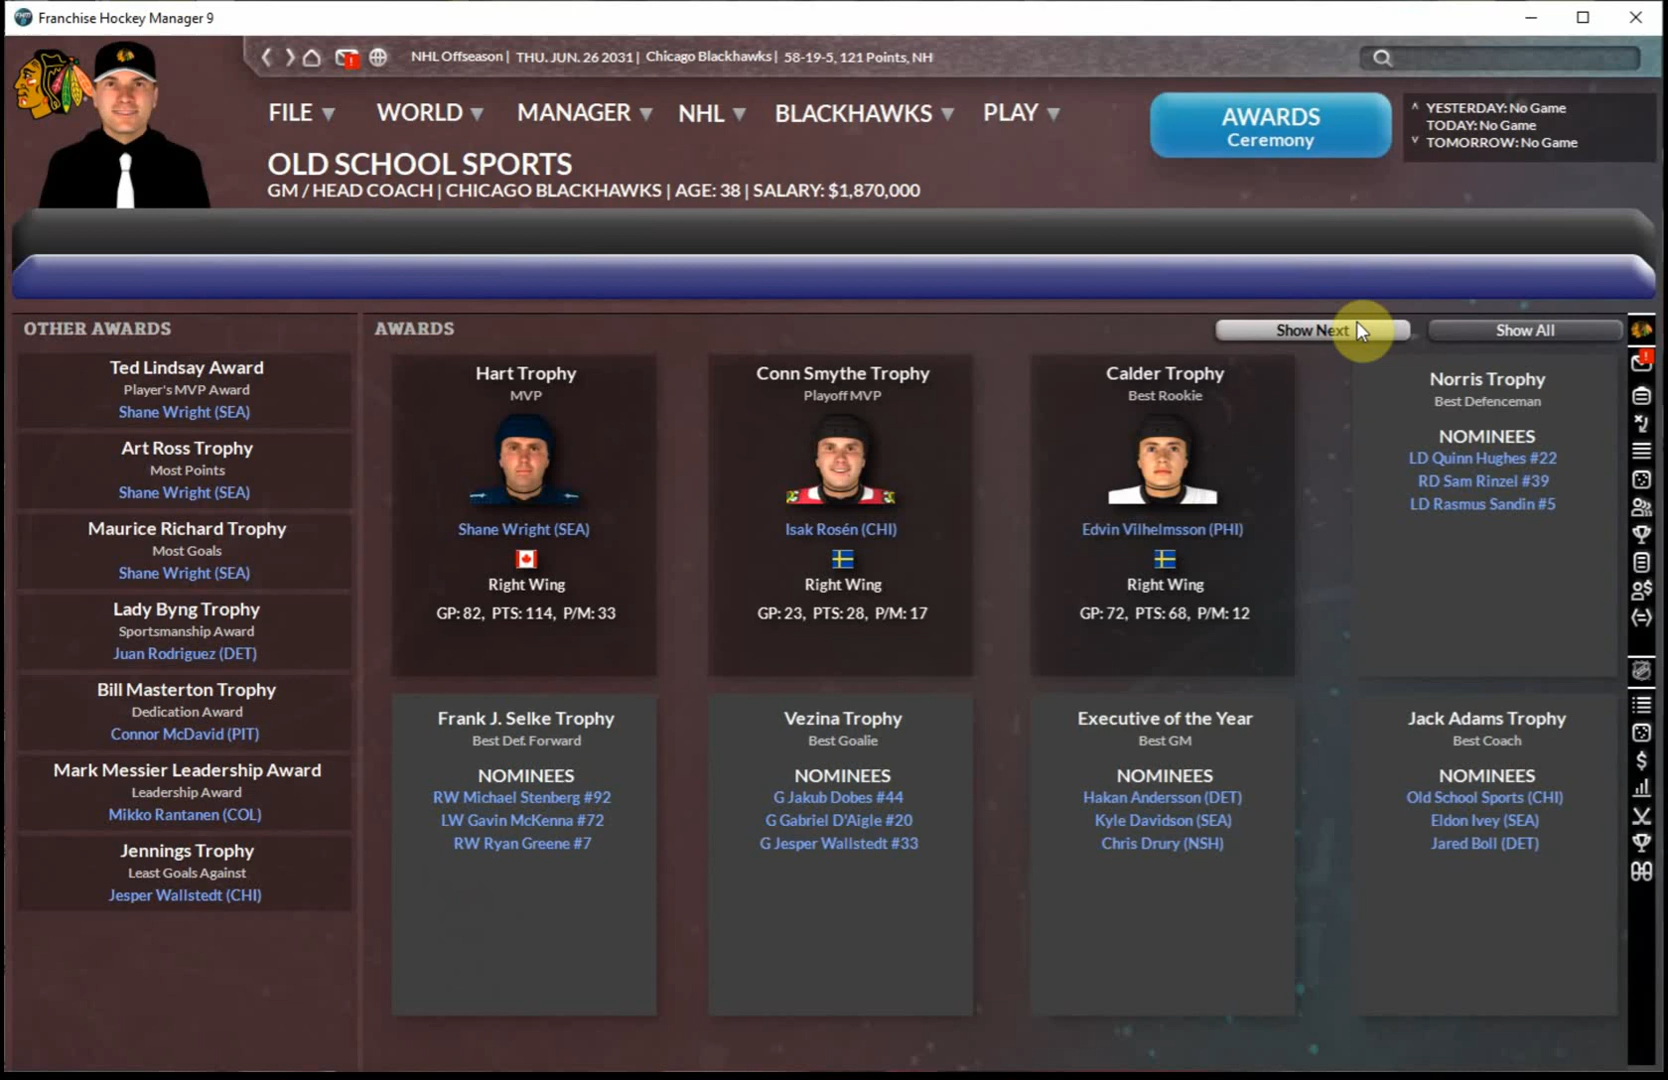 Franchise Hockey Manager 9
NHL Offseason | THU. JUN. 26 2031 | Chicago Blackhawks | 58-19-5, 121 Points, NH
FILE WORLD MANAGER NHL BLACKHAWKS PLAY
AWARDS
Ceremony
YESTERDAY: No Game
TODAY: No Game
TOMORROW: No Game
OLD SCHOOL SPORTS
GM / HEAD COACH | CHICAGO BLACKHAWKS | AGE: 38 | SALARY: $1,870,000
OTHER AWARDS
Ted Lindsay Award
Player's MVP Award
Shane Wright (SEA)
Art Ross Trophy
Most Points
Shane Wright (SEA)
Maurice Richard Trophy
Most Goals
Shane Wright (SEA)
Lady Byng Trophy
Sportsmanship Award
Juan Rodriguez (DET)
Bill Masterton Trophy
Dedication Award
Connor McDavid (PIT)
Mark Messier Leadership Award
Leadership Award
Mikko Rantanen (COL)
Jennings Trophy
Least Goals Against
Jesper Wallstedt (CHI)
AWARDS
Show Next
Show All
Hart Trophy
MVP
Shane Wright (SEA)
Right Wing
GP: 82, PTS: 114, P/M: 33
Conn Smythe Trophy
Playoff MVP
Isak Rosén (CHI)
Right Wing
GP: 23, PTS: 28, P/M: 17
Calder Trophy
Best Rookie
Edvin Vilhelmsson (PHI)
Right Wing
GP: 72, PTS: 68, P/M: 12
Norris Trophy
Best Defenceman
NOMINEES
LD Quinn Hughes #22
RD Sam Rinzel #39
LD Rasmus Sandin #5
Frank J. Selke Trophy
Best Def. Forward
NOMINEES
RW Michael Stenberg #92
LW Gavin McKenna #72
RW Ryan Greene #7
Vezina Trophy
Best Goalie
NOMINEES
G Jakub Dobes #44
G Gabriel D'Aigle #20
G Jesper Wallstedt #33
Executive of the Year
Best GM
NOMINEES
Hakan Andersson (DET)
Kyle Davidson (SEA)
Chris Drury (NSH)
Jack Adams Trophy
Best Coach
NOMINEES
Old School Sports (CHI)
Eldon Ivey (SEA)
Jared Boll (DET)